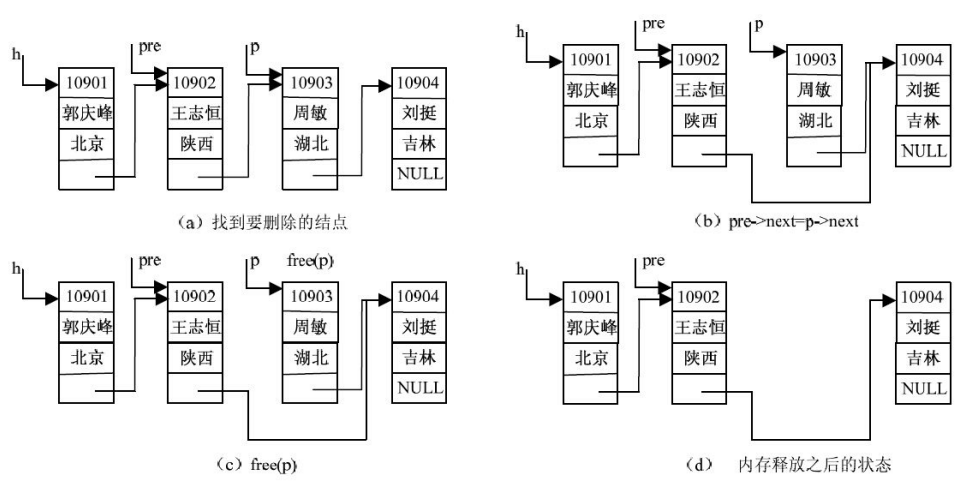 h
pre
p
10901
10902
10903
10904
郭庆峰
王志恒
周敏
刘挺
北京
陕西
湖北
吉林
NULL
（a）找到要删除的结点
h
pre
p
10901
10902
10903
10904
郭庆峰
王志恒
周敏
刘挺
北京
陕西
湖北
吉林
NULL
（b）pre->next=p->next
h
pre
p
free(p)
10901
10902
10903
10904
郭庆峰
王志恒
周敏
刘挺
北京
陕西
湖北
吉林
NULL
（c）free(p)
h
pre
10901
10902
10904
郭庆峰
王志恒
刘挺
北京
陕西
吉林
NULL
（d） 内存释放之后的状态